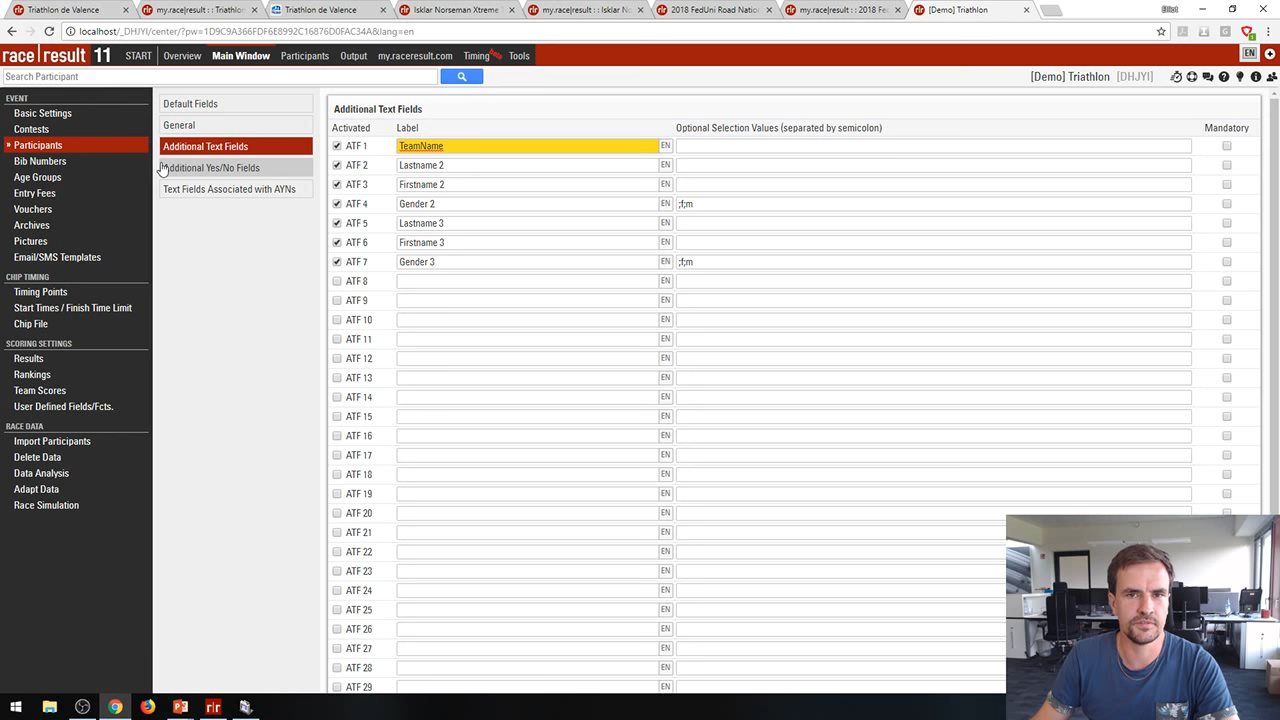 Triathlon de Valence
my.race|result : : Triathlon
Triathlon de Valence
Isklar Norseman Xtreme
my.race|result : : Isklar No
2018 FedUni Road Nation
my.race|result : : 2018 Fed
[Demo] Triathlon
Elliot
localhost/_DHJYI/center/?pw=1D9C9A366FDF6E8992C16876D0FAC34A&lang=en
race|result 11
START
Overview
Main Window
Participants
Output
my.raceresult.com
Timing
Tools
EN
Search Participant
[Demo] Triathlon
[DHJYI]
EVENT
Basic Settings
Contests
» Participants
Bib Numbers
Age Groups
Entry Fees
Vouchers
Archives
Pictures
Email/SMS Templates
CHIP TIMING
Timing Points
Start Times / Finish Time Limit
Chip File
SCORING SETTINGS
Results
Rankings
Team Scores
User Defined Fields/Fcts.
RACE DATA
Import Participants
Delete Data
Data Analysis
Adapt Data
Race Simulation
Default Fields
General
Additional Text Fields
Additional Yes/No Fields
Text Fields Associated with AYNs
Additional Text Fields
Activated Label Optional Selection Values (separated by semicolon) Mandatory
ATF 1 TeamName EN
ATF 2 Lastname 2 EN
ATF 3 Firstname 2 EN
ATF 4 Gender 2 EN ;f;m
ATF 5 Lastname 3 EN
ATF 6 Firstname 3 EN
ATF 7 Gender 3 EN ;f;m
ATF 8 EN
ATF 9 EN
ATF 10 EN
ATF 11 EN
ATF 12 EN
ATF 13 EN
ATF 14 EN
ATF 15 EN
ATF 16 EN
ATF 17 EN
ATF 18 EN
ATF 19 EN
ATF 20 EN
ATF 21 EN
ATF 22 EN
ATF 23 EN
ATF 24 EN
ATF 25 EN
ATF 26 EN
ATF 27 EN
ATF 28 EN
ATF 29 EN